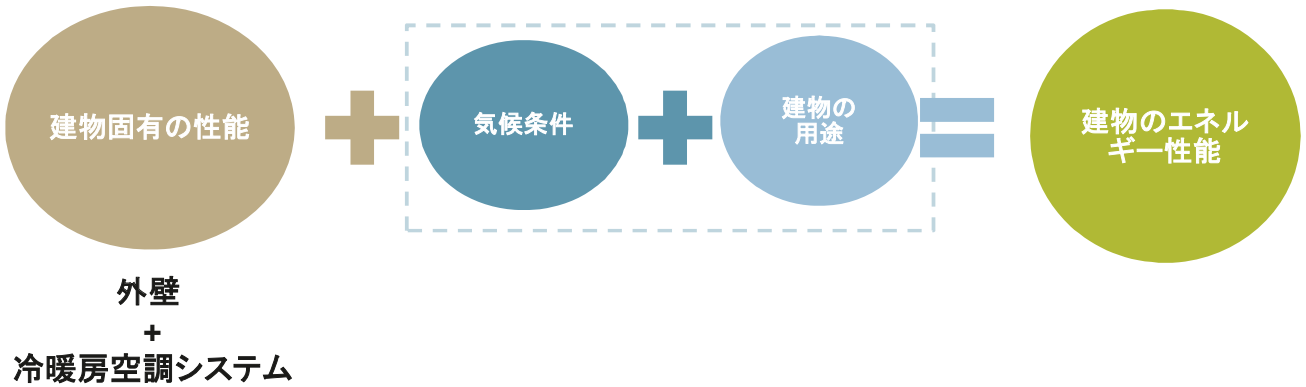 建物固有の性能
気候条件
建物の
用途
建物のエネル
ギー性能
外壁
+
冷暖房空調システム